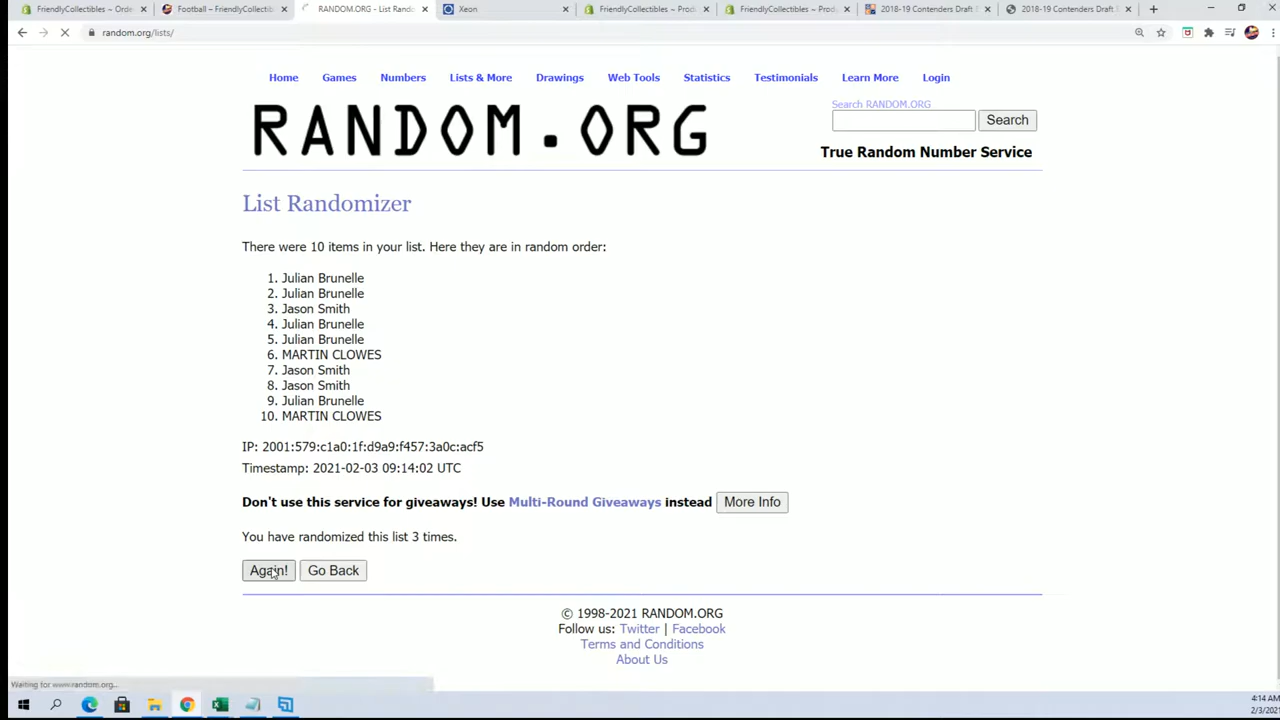 FriendlyCollectibles ~ Orde
Football – FriendlyCollectib
RANDOM.ORG - List Rando
Xeon
FriendlyCollectibles ~ Prod
FriendlyCollectibles ~ Prod
2018-19 Contenders Draft
2018-19 Contenders Draft
random.org/lists/
Home Games Numbers Lists & More Drawings Web Tools Statistics Testimonials Learn More Login
RANDOM.ORG
Search RANDOM.ORG
Search
True Random Number Service
List Randomizer
There were 10 items in your list. Here they are in random order:
1. Julian Brunelle
2. Julian Brunelle
3. Jason Smith
4. Julian Brunelle
5. Julian Brunelle
6. MARTIN CLOWES
7. Jason Smith
8. Jason Smith
9. Julian Brunelle
10. MARTIN CLOWES
IP: 2001:579:c1a0:1f:d9a9:f457:3a0c:acf5
Timestamp: 2021-02-03 09:14:02 UTC
Don't use this service for giveaways! Use Multi-Round Giveaways instead More Info
You have randomized this list 3 times.
Again! Go Back
© 1998-2021 RANDOM.ORG
Follow us: Twitter | Facebook
Terms and Conditions
About Us
Waiting for www.random.org...
4:14 AM
2/3/2021